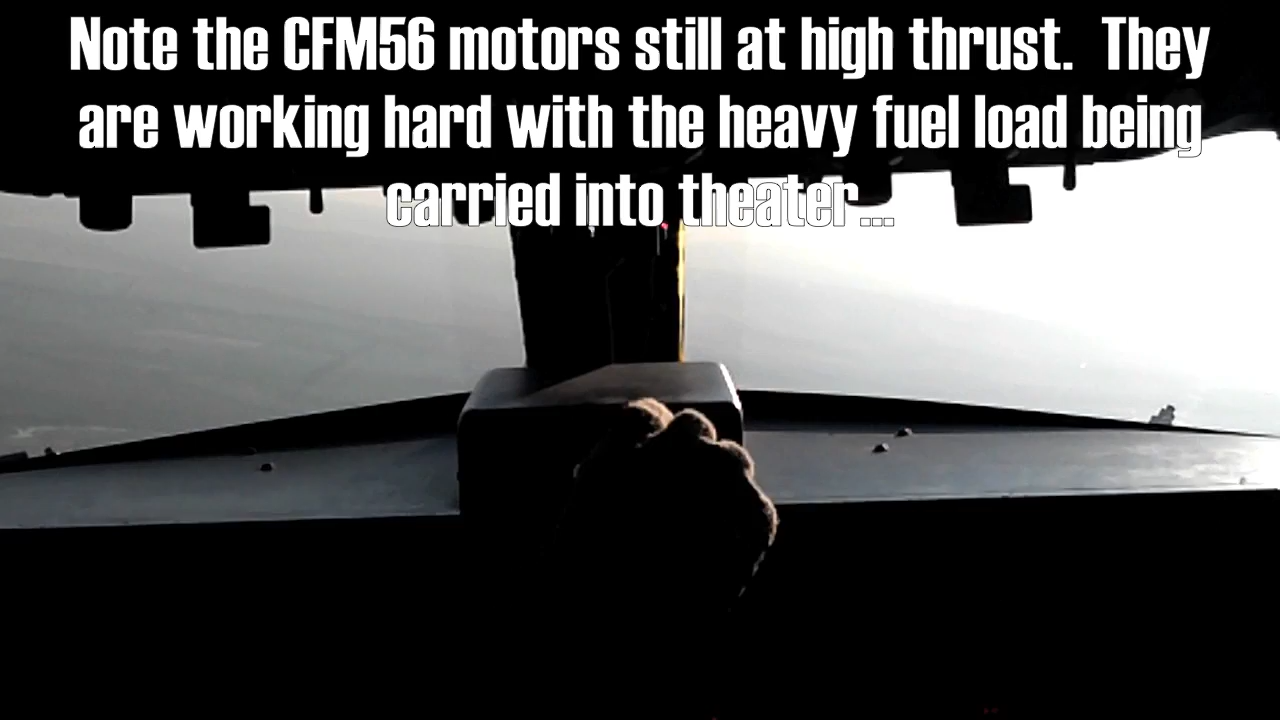 Note the CFM56 motors still at high thrust.  They
are working hard with the heavy fuel load being
carried into theater...